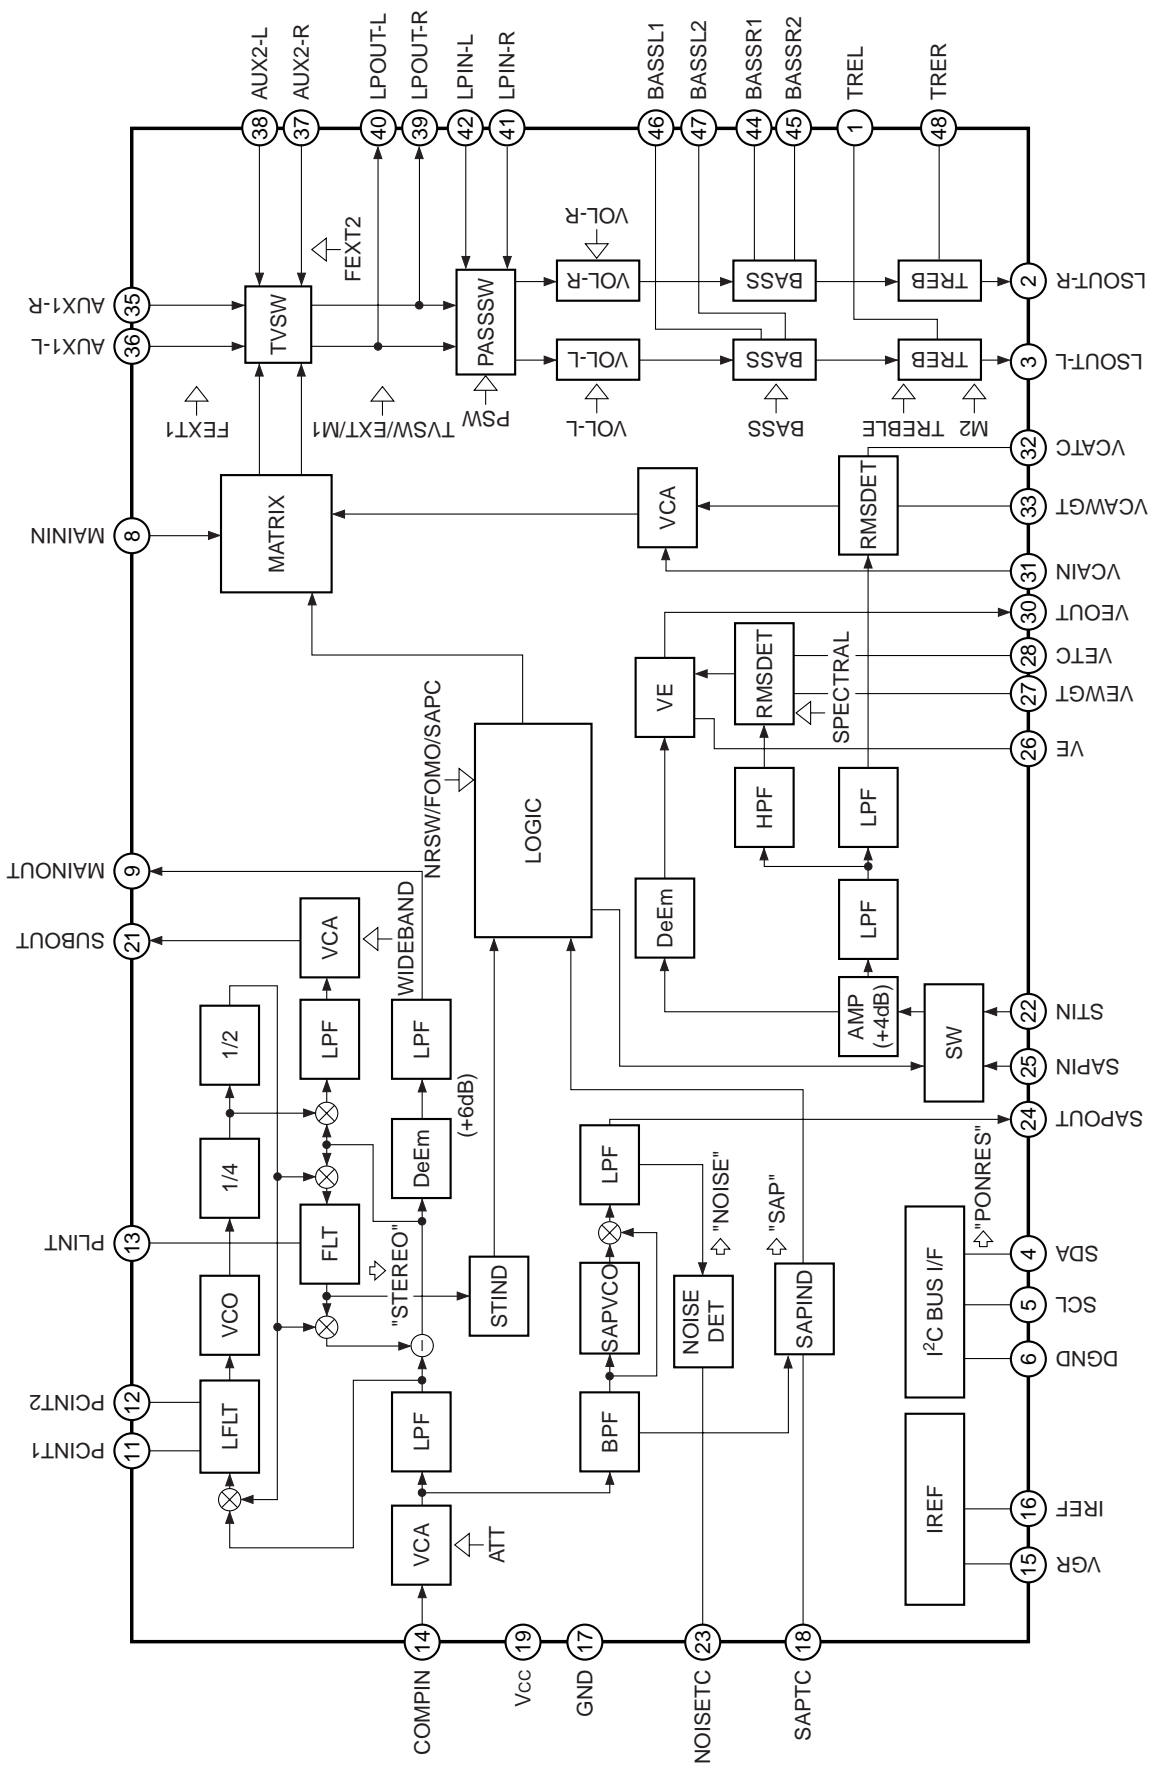 AUX2-L
AUX2-R
LPOUT-L
LPOUT-R
LPIN-L
LPIN-R
BASSL1
BASSL2
BASSR1
BASSR2
TREL
TRER
38
37
40
39
42
41
46
47
44
45
1
48
AUX1-R
35
AUX1-L
36
TVSW
FEXT2
FEXT1
TVSW/EXT/M1
PASSSW
PSW
VOL-R
VOL-R
VOL-L
VOL-L
BASS
BASS
BASS
TREB
TREB
TREBLE
M2
2
LSOUT-R
3
LSOUT-L
MAININ
8
MATRIX
VCA
RMSDET
32
VCATC
33
VCAWGT
31
VCAIN
30
VEOUT
28
VETC
27
VEWGT
26
VE
VE
RMSDET
SPECTRAL
HPF
LPF
DeEm
LPF
AMP
(+4dB)
SW
22
STIN
25
SAPIN
24
SAPOUT
NRSW/FOMO/SAPC
LOGIC
MAINOUT
9
SUBOUT
21
VCA
WIDEBAND
1/2
LPF
LPF
(+6dB)
1/4
DeEm
PLINT
13
FLT
"STEREO"
STIND
VCO
PCINT2
12
PCINT1
11
LFLT
LPF
VCA
ATT
LPF
SAPVCO
BPF
"NOISE"
NOISE
DET
"SAP"
SAPIND
"PONRES"
I²C BUS I/F
4
SDA
5
SCL
6
DGND
IREF
16
IREF
15
VGR
14
COMPIN
19
Vcc
17
GND
23
NOISETC
18
SAPTC